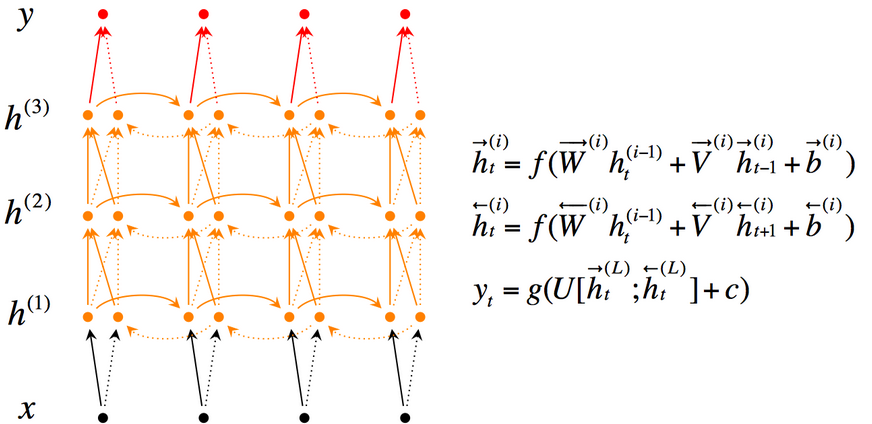 y
h⁽³⁾
h⁽²⁾
h⁽¹⁾
x
→h_t⁽ⁱ⁾ = f(→W⁽ⁱ⁾ h_t⁽ⁱ⁻¹⁾ + →V⁽ⁱ⁾ →h_{t−1}⁽ⁱ⁾ + →b⁽ⁱ⁾)
←h_t⁽ⁱ⁾ = f(←W⁽ⁱ⁾ h_t⁽ⁱ⁻¹⁾ + ←V⁽ⁱ⁾ ←h_{t+1}⁽ⁱ⁾ + ←b⁽ⁱ⁾)
y_t = g(U[→h_t⁽ᴸ⁾; ←h_t⁽ᴸ⁾] + c)